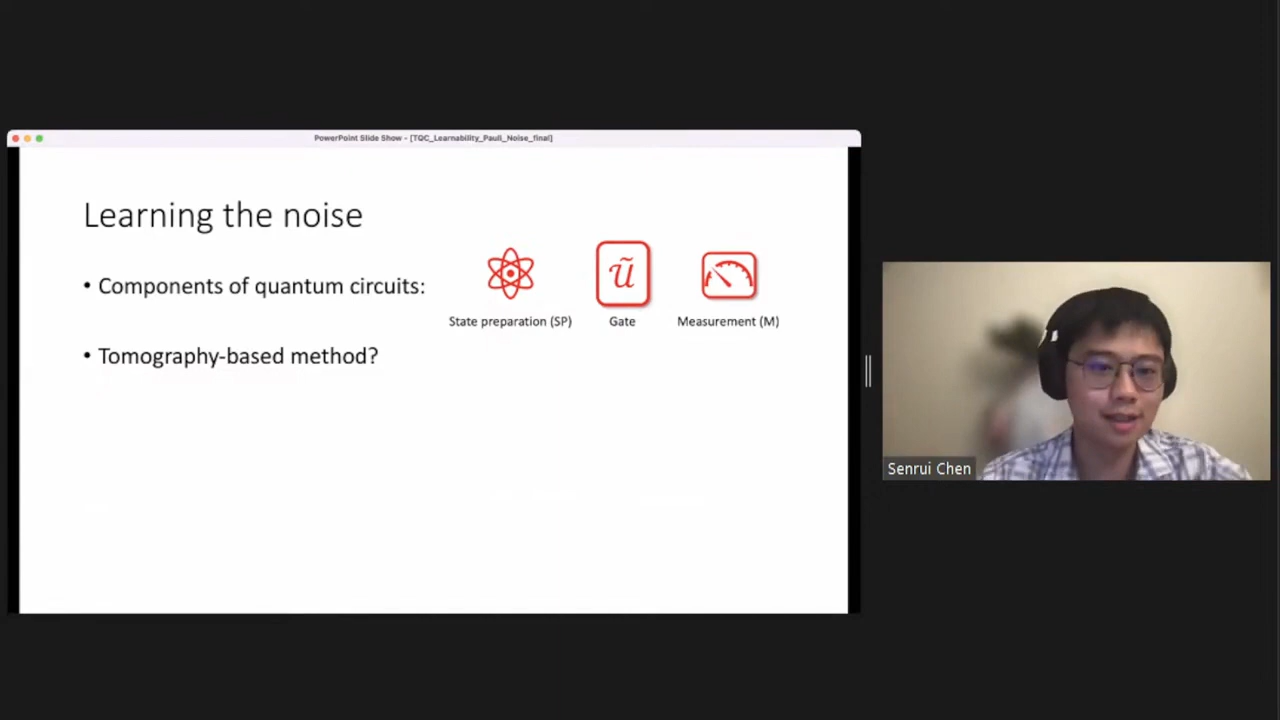 PowerPoint Slide Show - [TQC_Learnability_Pauli_Noise_final]
Learning the noise
• Components of quantum circuits:
Ũ
State preparation (SP) Gate Measurement (M)
• Tomography-based method?
Senrui Chen